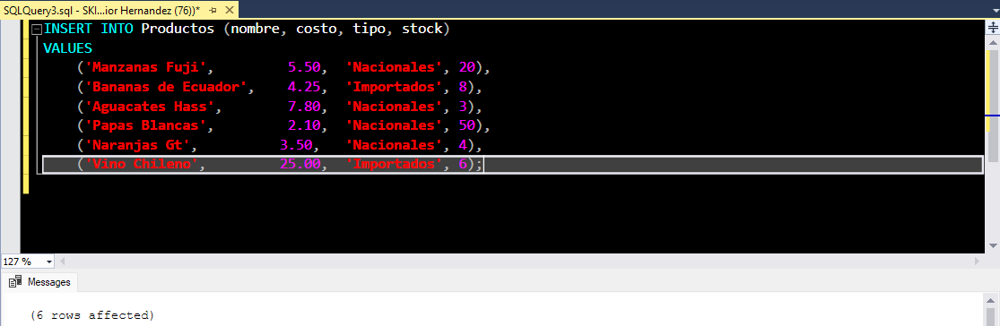 SQLQuery3.sql - SKI...ior Hernandez (76))*
INSERT INTO Productos (nombre, costo, tipo, stock)
VALUES
('Manzanas Fuji', 5.50, 'Nacionales', 20),
('Bananas de Ecuador', 4.25, 'Importados', 8),
('Aguacates Hass', 7.80, 'Nacionales', 3),
('Papas Blancas', 2.10, 'Nacionales', 50),
('Naranjas Gt', 3.50, 'Nacionales', 4),
('Vino Chileno', 25.00, 'Importados', 6);
127 %
Messages
(6 rows affected)